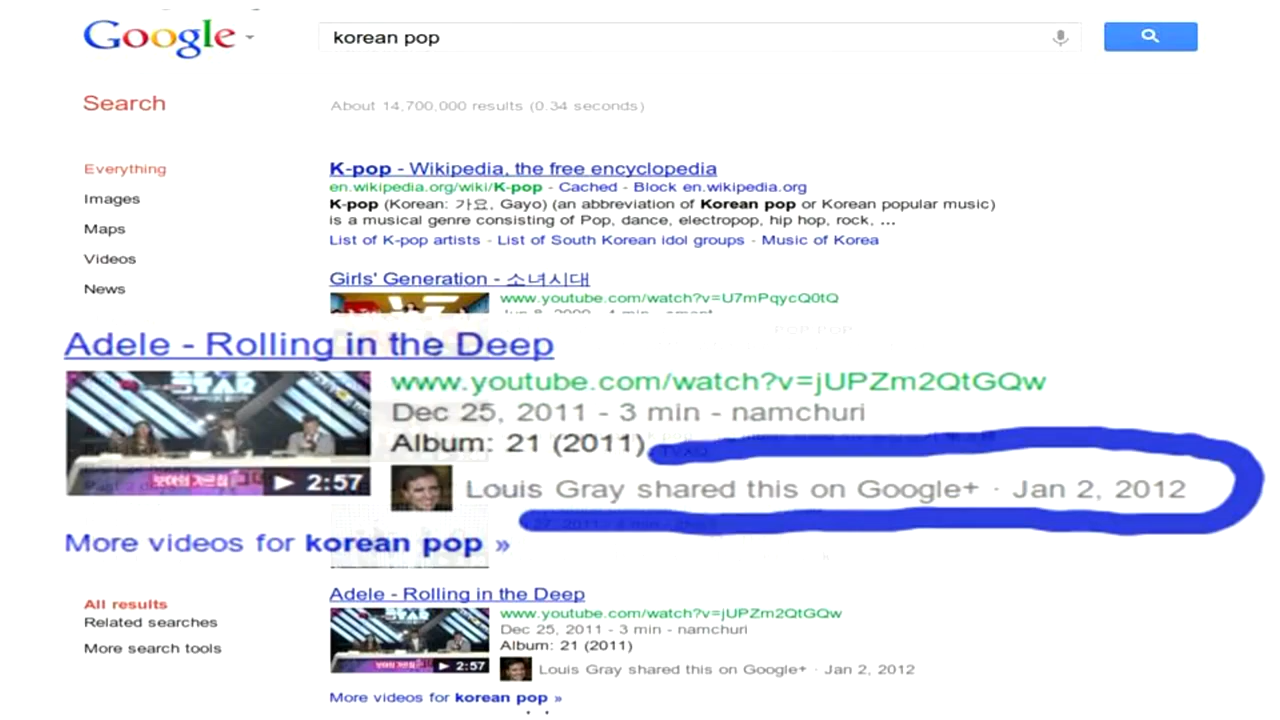 Google
korean pop
Search
About 14,700,000 results (0.34 seconds)
Everything
Images
Maps
Videos
News
K-pop - Wikipedia, the free encyclopedia
en.wikipedia.org/wiki/K-pop - Cached - Block en.wikipedia.org
K-pop (Korean: 가요, Gayo) (an abbreviation of Korean pop or Korean popular music)
is a musical genre consisting of Pop, dance, electropop, hip hop, rock, ...
List of K-pop artists - List of South Korean idol groups - Music of Korea
Girls' Generation - 소녀시대
www.youtube.com/watch?v=U7mPqycQ0tQ
Adele - Rolling in the Deep
www.youtube.com/watch?v=jUPZm2QtGQw
Dec 25, 2011 - 3 min - namchuri
Album: 21 (2011)
STAR
2:57
Louis Gray shared this on Google+ · Jan 2, 2012
More videos for korean pop »
All results
Related searches
More search tools
Adele - Rolling in the Deep
www.youtube.com/watch?v=jUPZm2QtGQw
Dec 25, 2011 - 3 min - namchuri
Album: 21 (2011)
STAR
2:57
Louis Gray shared this on Google+ · Jan 2, 2012
More videos for korean pop »